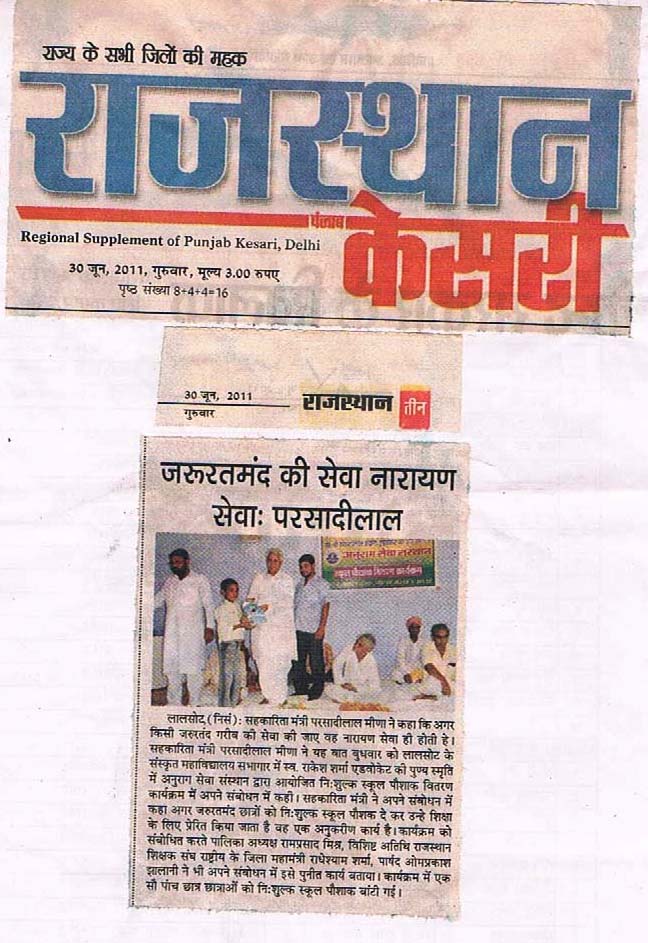 राज्य के सभी जिलों की महक
राजस्थान
पंजाब
केसरी
Regional Supplement of Punjab Kesari, Delhi
30 जून, 2011, गुरुवार, मूल्य 3.00 रुपए
पृष्ठ संख्या 8+4+4=16
30 जून, 2011
गुरुवार
राजस्थान तीन
जरूरतमंद की सेवा नारायण
सेवाः परसादीलाल
अनुराग सेवा संस्थान
स्कूल पौशाक वितरण कार्यक्रम
लालसोट,(निसं): सहकारिता मंत्री परसादीलाल मीणा ने कहा कि अगर
किसी जरुरतंद गरीब की सेवा की जाए वह नारायण सेवा ही होती हे।
सहकारिता मंत्री परसादीलाल मीणा ने यह बात बुधवार को लालसोट के
संस्कृत महाविद्यालय सभागार में स्व. राकेश शर्मा एडवोकेट की पुण्य स्मृति
में अनुराग सेवा संस्थान द्वारा आयोजित नि:शुल्क स्कूल पौशाक वितरण
कार्यक्रम में अपने संबोधन में कही। सहकारिता मंत्री ने अपने संबोधन में
कहा अगर जरुरतमंद छात्रों को नि:शुल्क स्कूल पौशक दे कर उन्हे शिक्षा
के लिए प्रेरित किया जाता है वह एक अनुकरीण कार्य है। कार्यक्रम को
संबोधित करते पालिका अध्यक्ष रामप्रसाद मिश्र, विशिष्ट अतिथि राजस्थान
शिक्षक संघ राष्ट्रीय के जिला महामंत्री राधेश्याम शर्मा, पार्षद ओमप्रकाश
झालानी ने भी अपने संबोधन में इसे पुनीत कार्य बताया। कार्यक्रम में एक
सौ पांच छात्र छात्राओं को नि:शुल्क स्कूल पौशाक बांटी गई।